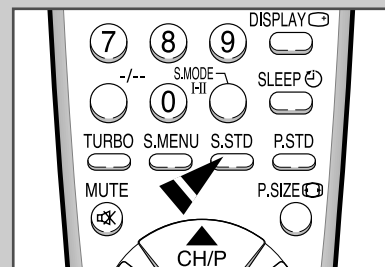 DISPLAY
7 8 9
-/-- S.MODE SLEEP
I-II
0
TURBO S.MENU S.STD P.STD
MUTE P.SIZE
CH/P